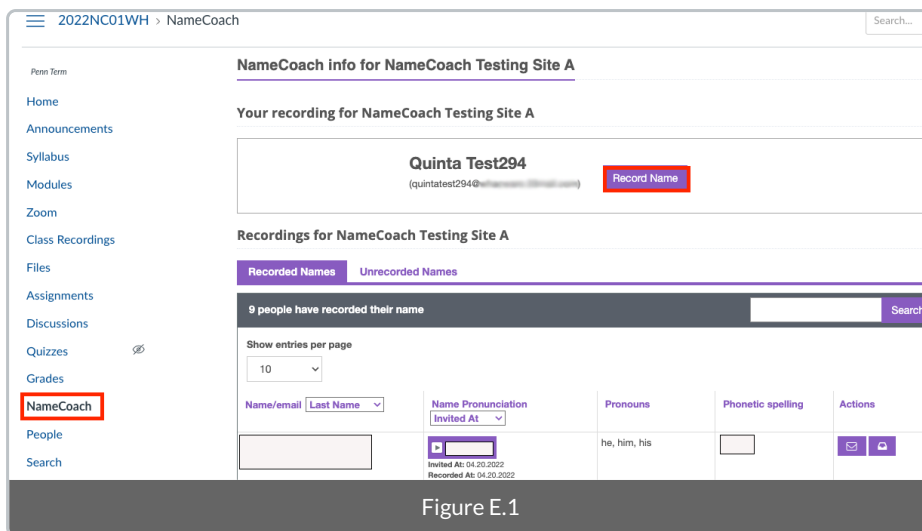 2022NC01WH > NameCoach
Search...
Penn Term
Home
Announcements
Syllabus
Modules
Zoom
Class Recordings
Files
Assignments
Discussions
Quizzes
Grades
NameCoach
People
Search
NameCoach info for NameCoach Testing Site A
Your recording for NameCoach Testing Site A
Quinta Test294
(quintatest294@
Record Name
Recordings for NameCoach Testing Site A
Recorded Names Unrecorded Names
9 people have recorded their name
Search
Show entries per page
10
Name/email Last Name Name Pronunciation Pronouns Phonetic spelling Actions
Invited At
he, him, his
Invited At: 04.20.2022
Recorded At: 04.20.2022
Figure E.1